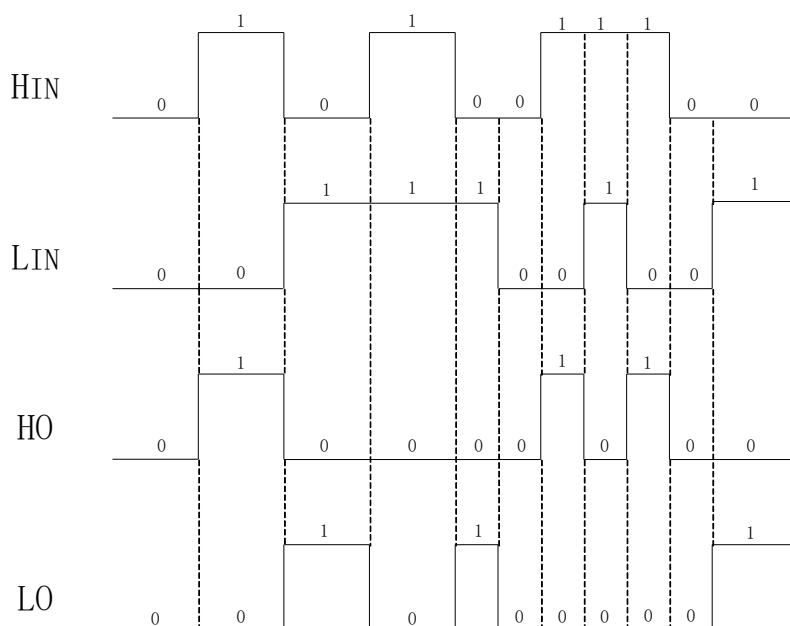 1 1 1 1 1
HIN 0 0 0 0 0 0
1 1 1 1 1
LIN 0 0 0 0 0 0
1 1 1
HO 0 0 0 0 0 0 0 0
1 1 1
LO 0 0 0 0 0 0 0 0